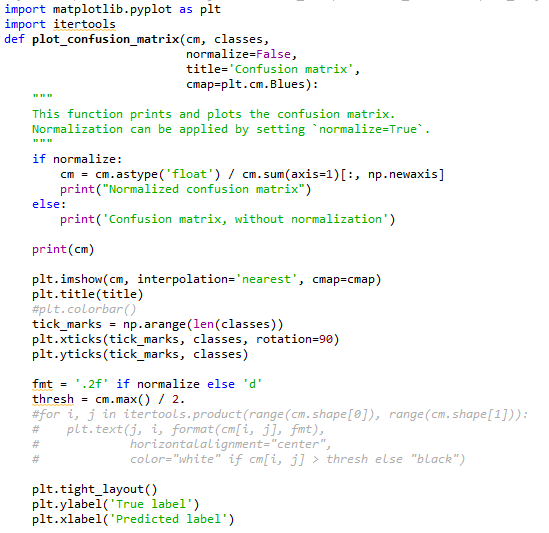 import matplotlib.pyplot as plt
import itertools
def plot_confusion_matrix(cm, classes,
                          normalize=False,
                          title='Confusion matrix',
                          cmap=plt.cm.Blues):
    """
    This function prints and plots the confusion matrix.
    Normalization can be applied by setting `normalize=True`.
    """
    if normalize:
        cm = cm.astype('float') / cm.sum(axis=1)[:, np.newaxis]
        print("Normalized confusion matrix")
    else:
        print('Confusion matrix, without normalization')

    print(cm)

    plt.imshow(cm, interpolation='nearest', cmap=cmap)
    plt.title(title)
    #plt.colorbar()
    tick_marks = np.arange(len(classes))
    plt.xticks(tick_marks, classes, rotation=90)
    plt.yticks(tick_marks, classes)

    fmt = '.2f' if normalize else 'd'
    thresh = cm.max() / 2.
    #for i, j in itertools.product(range(cm.shape[0]), range(cm.shape[1])):
    #    plt.text(j, i, format(cm[i, j], fmt),
    #             horizontalalignment="center",
    #             color="white" if cm[i, j] > thresh else "black")

    plt.tight_layout()
    plt.ylabel('True label')
    plt.xlabel('Predicted label')